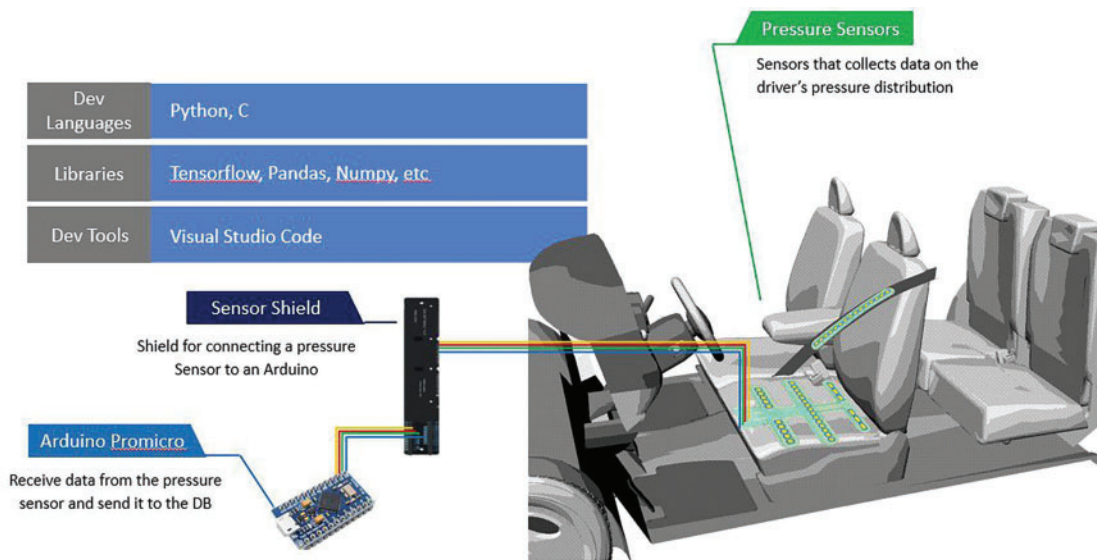 Pressure Sensors
Sensors that collects data on the
driver's pressure distribution
Dev
Languages
Python, C
Libraries
Tensorflow, Pandas, Numpy, etc
Dev Tools
Visual Studio Code
Sensor Shield
Shield for connecting a pressure
Sensor to an Arduino
Arduino Promicro
Receive data from the pressure
sensor and send it to the DB